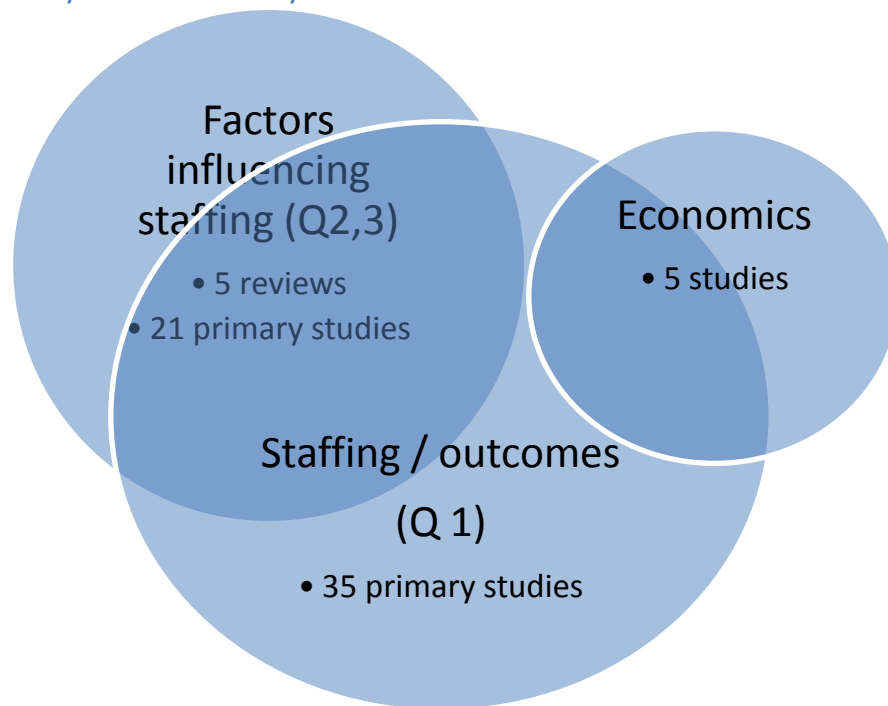 Factors
influencing
staffing (Q2,3)
• 5 reviews
• 21 primary studies
Economics
• 5 studies
Staffing / outcomes
(Q 1)
• 35 primary studies